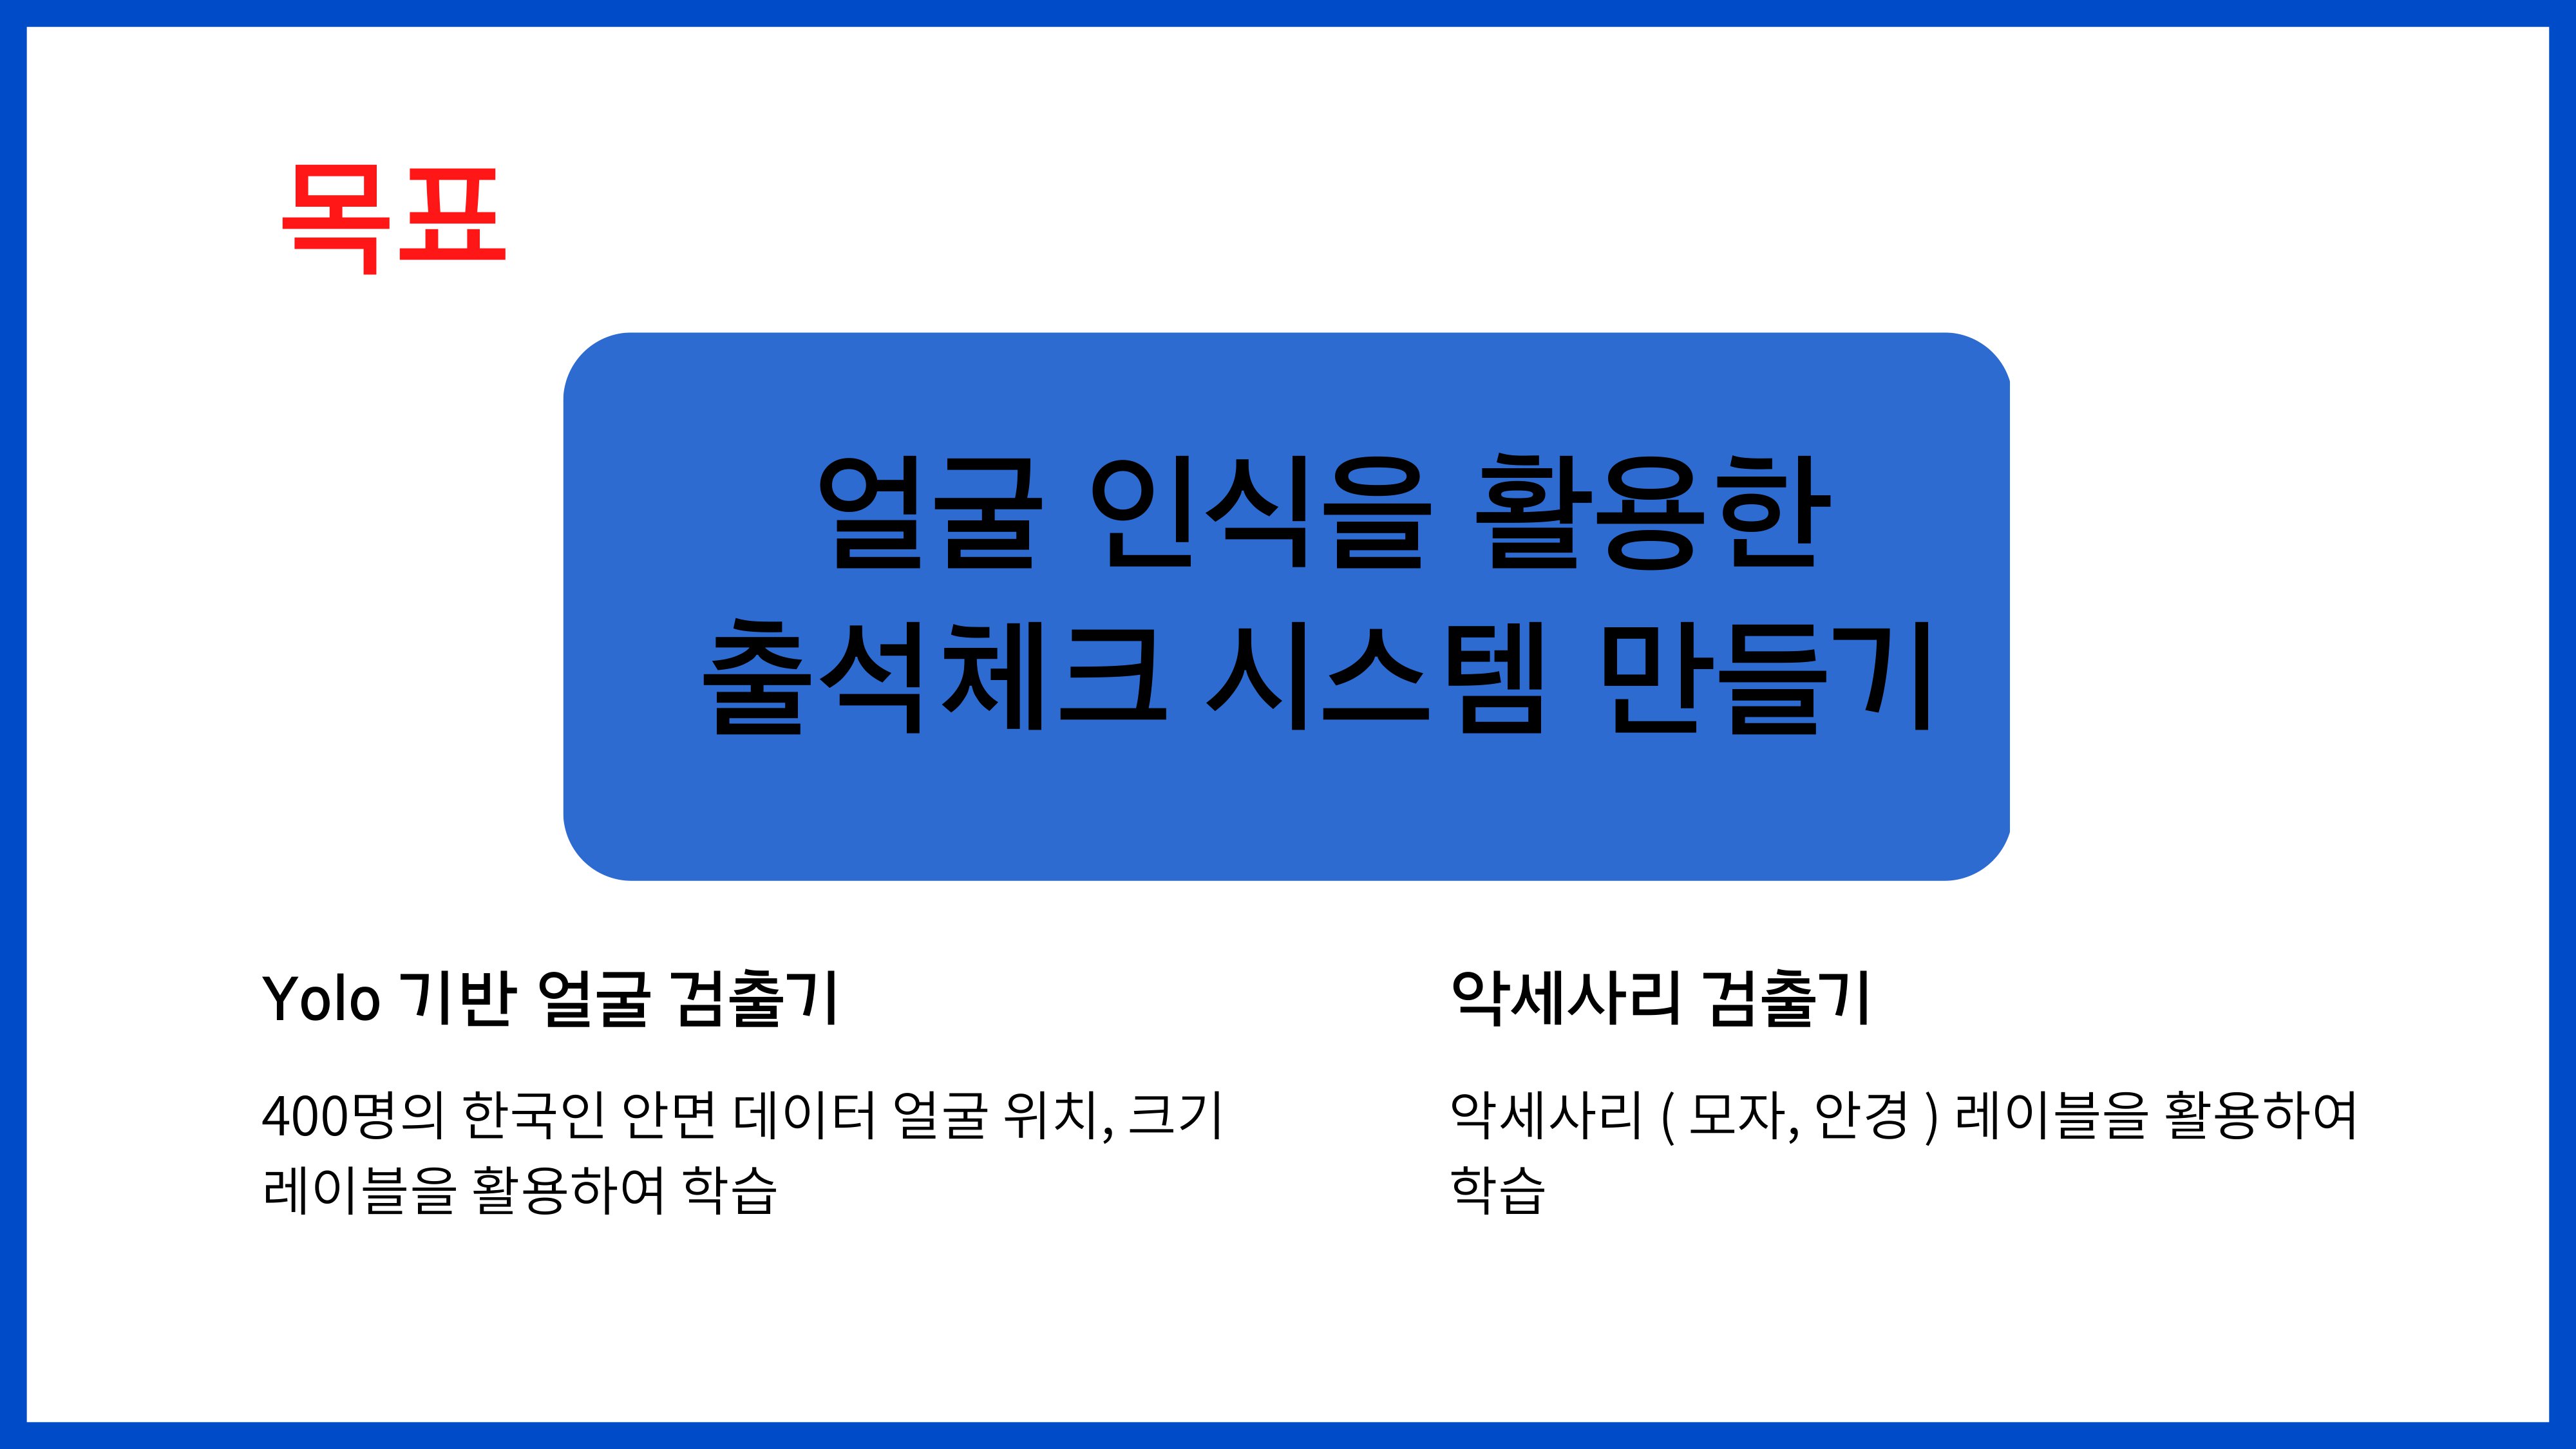 목표
얼굴 인식을 활용한
출석체크 시스템 만들기
Yolo 기반 얼굴 검출기
400명의 한국인 안면 데이터 얼굴 위치, 크기
레이블을 활용하여 학습
악세사리 검출기
악세사리 ( 모자, 안경 ) 레이블을 활용하여
학습